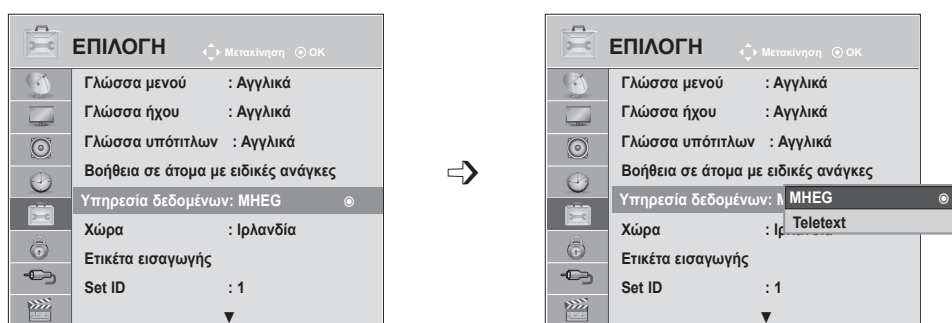 ΕΠΙΛΟΓΗ Μετακίνηση OK
Γλώσσα μενού : Αγγλικά
Γλώσσα ήχου : Αγγλικά
Γλώσσα υπότιτλων : Αγγλικά
Βοήθεια σε άτομα με ειδικές ανάγκες
Υπηρεσία δεδομένων: MHEG
Χώρα : Ιρλανδία
Ετικέτα εισαγωγής
Set ID : 1
ΕΠΙΛΟΓΗ Μετακίνηση OK
Γλώσσα μενού : Αγγλικά
Γλώσσα ήχου : Αγγλικά
Γλώσσα υπότιτλων : Αγγλικά
Βοήθεια σε άτομα με ειδικές ανάγκες
Υπηρεσία δεδομένων: M MHEG
Teletext
Χώρα :
Ετικέτα εισαγωγής
Set ID : 1